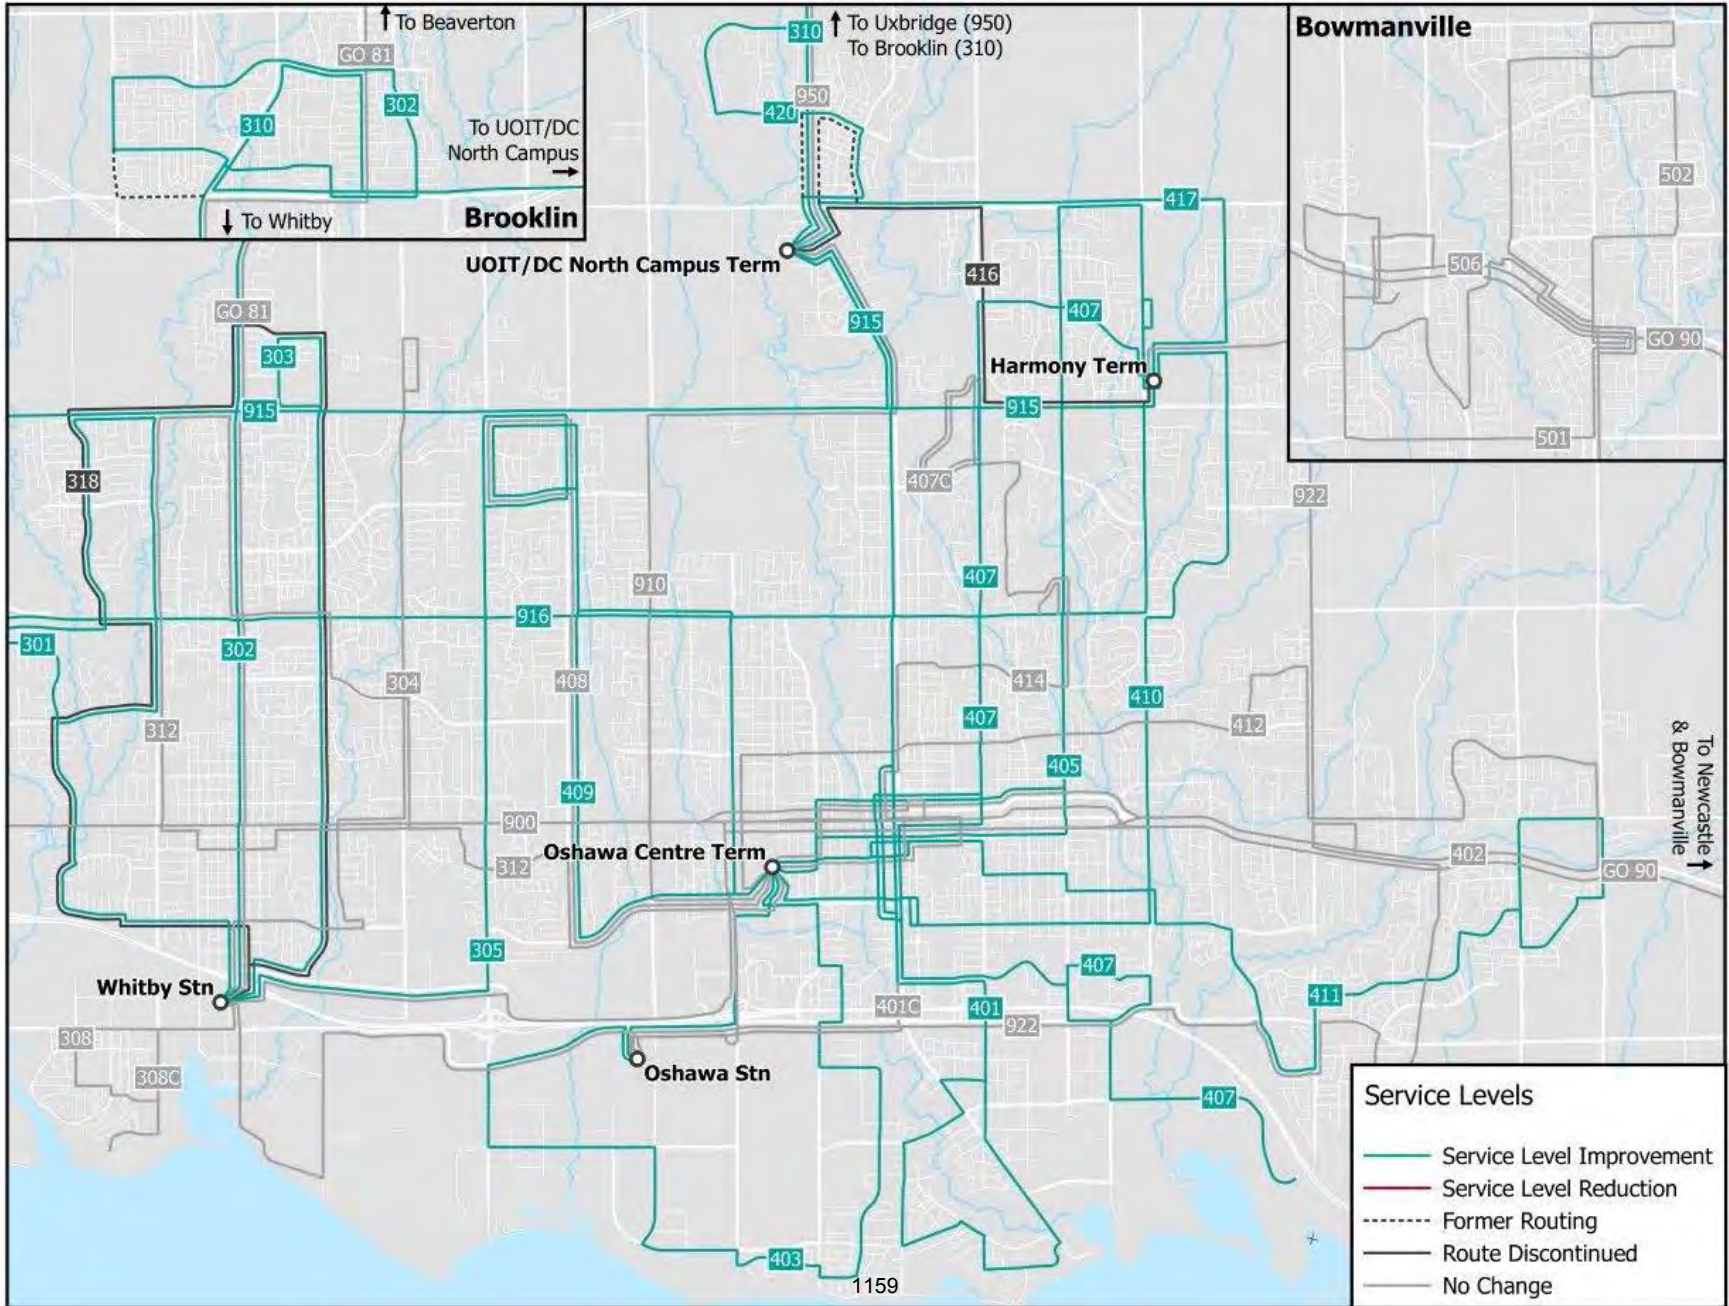 To Beaverton
GO 81
302
310
To UOIT/DC
North Campus
To Whitby
Brooklin
310
To Uxbridge (950)
To Brooklin (310)
950
420
Bowmanville
502
506
GO 90
501
417
UOIT/DC North Campus Term
416
407
915
GO 81
303
Harmony Term
915
915
318
407C
922
910
407
916
301
302
304
408
414
410
312
407
412
405
To Newcastle
& Bowmanville
409
900
Oshawa Centre Term
312
402
GO 90
305
407
Whitby Stn
401C
401
922
411
308
Oshawa Stn
308C
407
403
1159
Service Levels
Service Level Improvement
Service Level Reduction
Former Routing
Route Discontinued
No Change